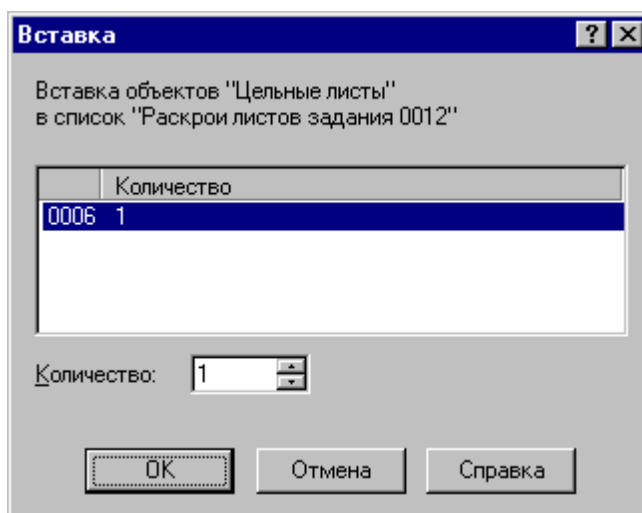 Вставка
Вставка объектов "Цельные листы"
в список "Раскрои листов задания 0012"
Количество
0006 1
Количество: 1
OK Отмена Справка